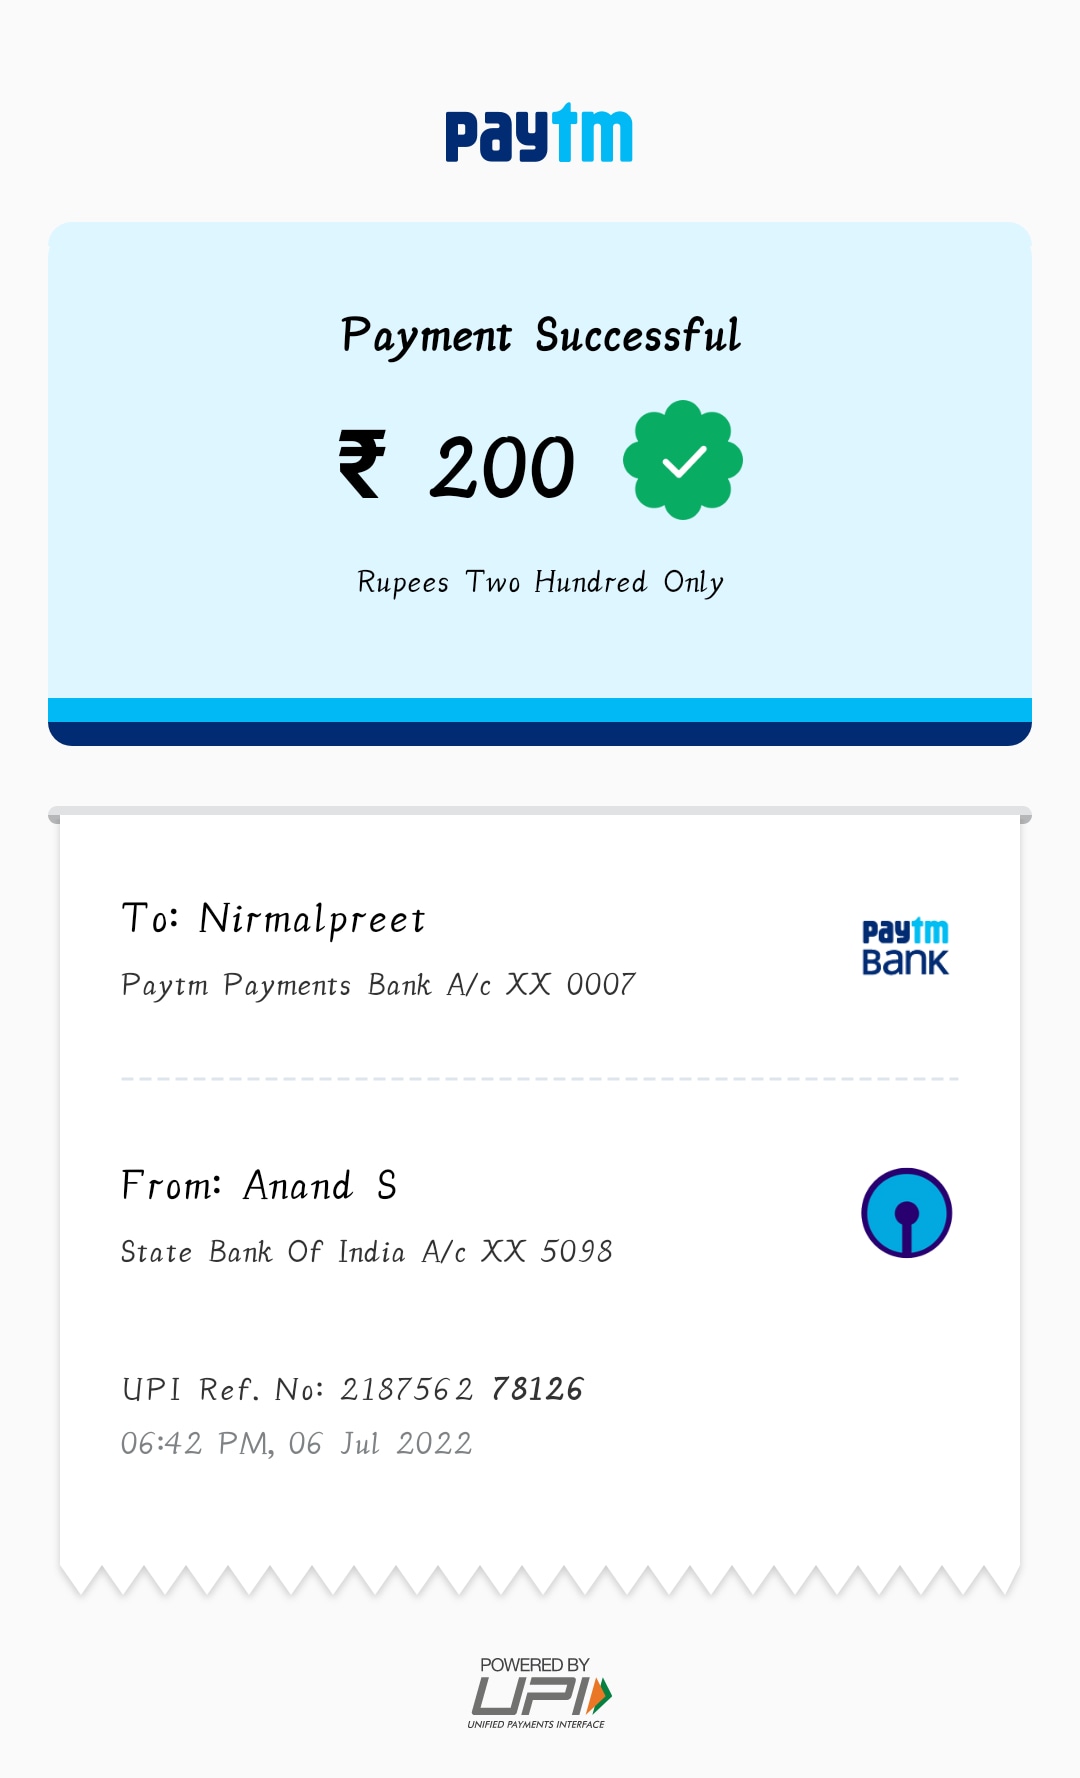 paytm
Payment Successful
₹ 200
Rupees Two Hundred Only
To: Nirmalpreet
Paytm Payments Bank A/c XX 0007
paytm
BANK
From: Anand S
State Bank Of India A/c XX 5098
UPI Ref. No: 2187562 78126
06:42 PM, 06 Jul 2022
POWERED BY
UPI
UNIFIED PAYMENTS INTERFACE